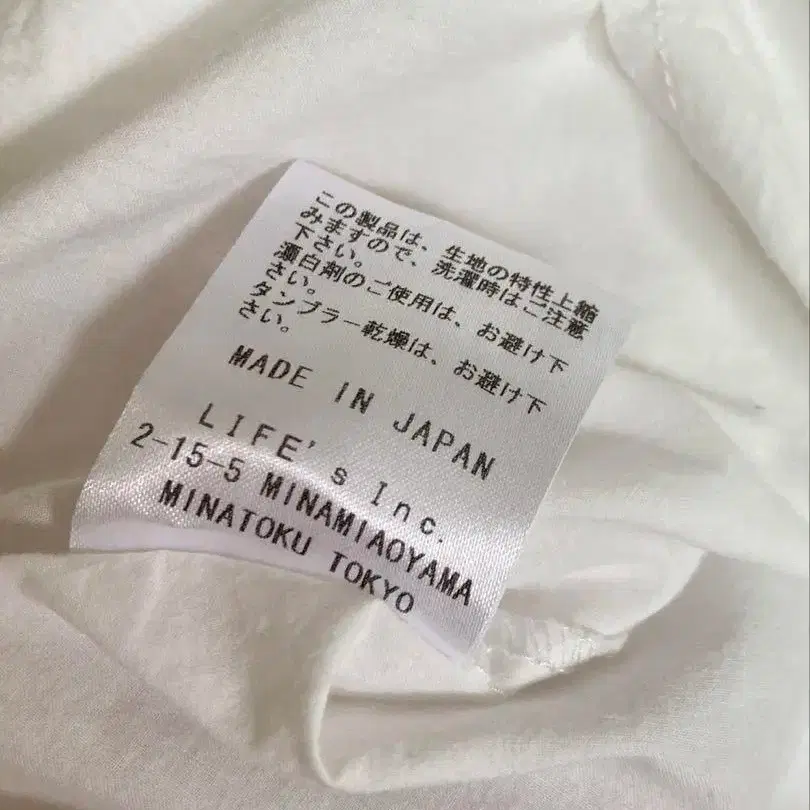 この製品は、生地の特性上縮
みますので、洗濯時はご注意
下さい。
漂白剤のご使用は、お避け下
さい。
タンブラー乾燥は、お避け下
さい。
MADE IN JAPAN
LIFE's Inc.
2-15-5 MINAMIAOYAMA
MINATOKU TOKYO